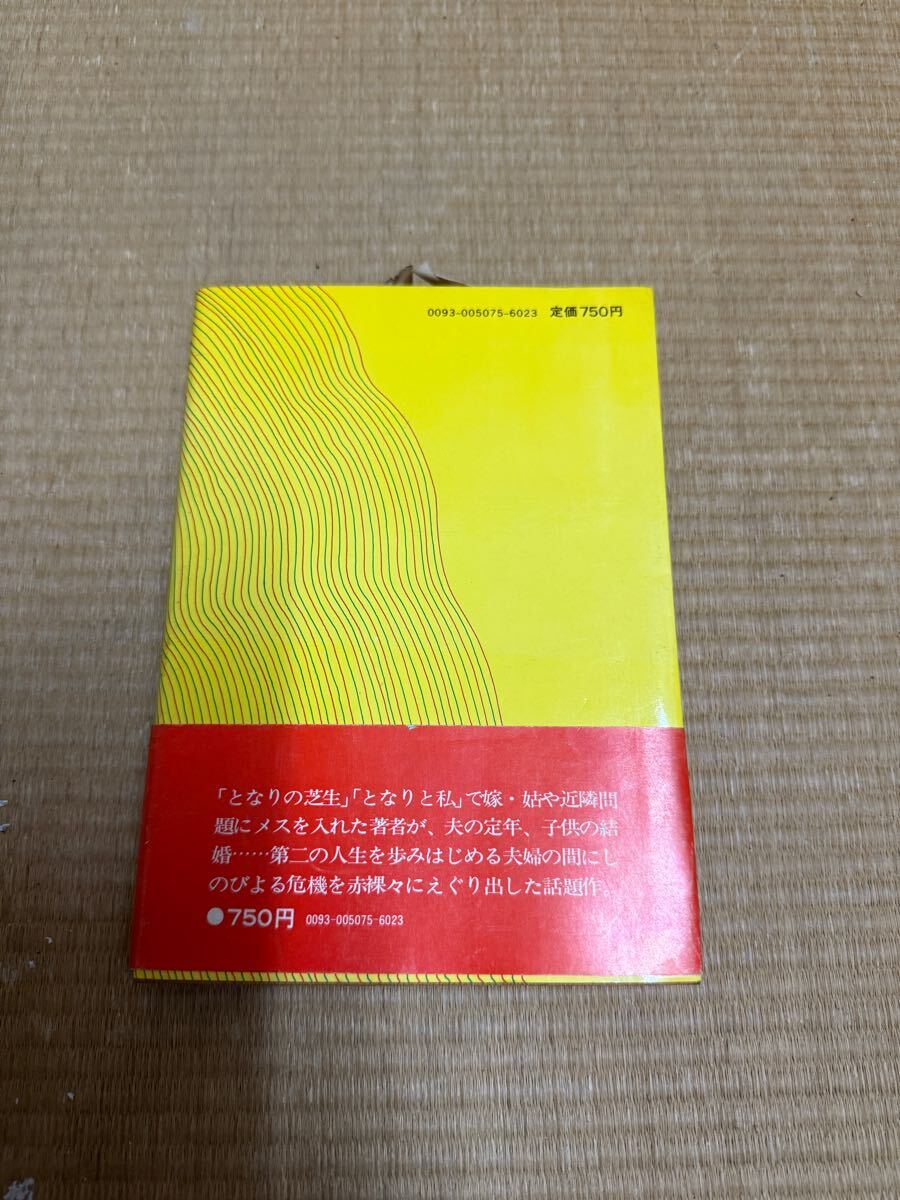 0093-005075-6023 定価750円
「となりの芝生」「となりと私」で嫁・姑や近隣問
題にメスを入れた著者が、夫の定年、子供の結
婚……第二の人生を歩みはじめる夫婦の間にし
のびよる危機を赤裸々にえぐり出した話題作。
●750円 0093-005075-6023